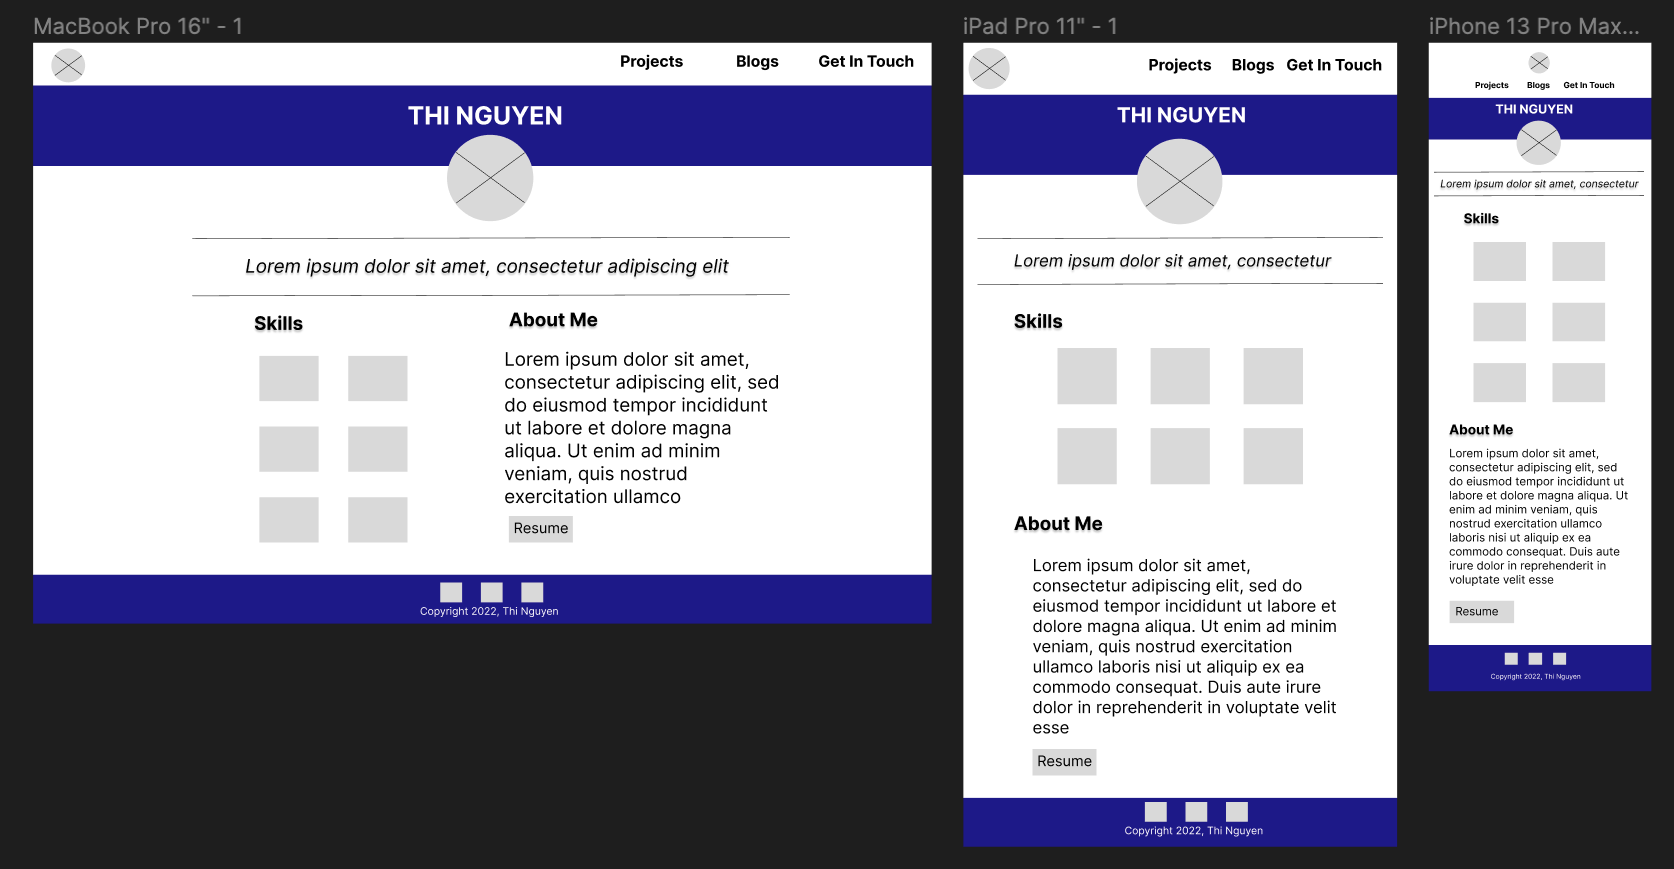 MacBook Pro 16" - 1
Projects Blogs Get In Touch
THI NGUYEN
Lorem ipsum dolor sit amet, consectetur adipiscing elit
Skills
About Me
Lorem ipsum dolor sit amet,
consectetur adipiscing elit, sed
do eiusmod tempor incididunt
ut labore et dolore magna
aliqua. Ut enim ad minim
veniam, quis nostrud
exercitation ullamco
Resume
Copyright 2022, Thi Nguyen
iPad Pro 11" - 1
Projects Blogs Get In Touch
THI NGUYEN
Lorem ipsum dolor sit amet, consectetur
Skills
About Me
Lorem ipsum dolor sit amet,
consectetur adipiscing elit, sed do
eiusmod tempor incididunt ut labore et
dolore magna aliqua. Ut enim ad minim
veniam, quis nostrud exercitation
ullamco laboris nisi ut aliquip ex ea
commodo consequat. Duis aute irure
dolor in reprehenderit in voluptate velit
esse
Resume
Copyright 2022, Thi Nguyen
iPhone 13 Pro Max...
Projects Blogs Get In Touch
THI NGUYEN
Lorem ipsum dolor sit amet, consectetur
Skills
About Me
Lorem ipsum dolor sit amet,
consectetur adipiscing elit, sed
do eiusmod tempor incididunt ut
labore et dolore magna aliqua. Ut
enim ad minim veniam, quis
nostrud exercitation ullamco
laboris nisi ut aliquip ex ea
commodo consequat. Duis aute
irure dolor in reprehenderit in
voluptate velit esse
Resume
Copyright 2022, Thi Nguyen